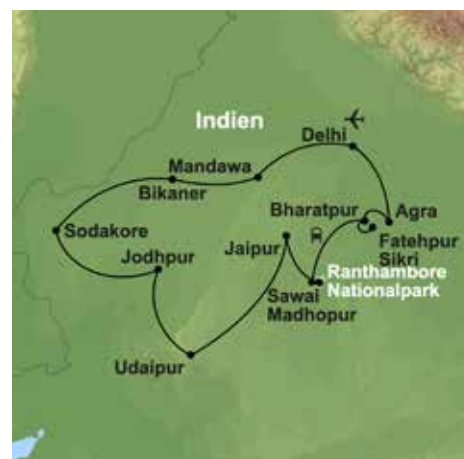 Indien
Delhi
Mandawa
Bikaner
Bharatpur
Agra
Fatehpur
Sikri
Sodakore
Jaipur
Jodhpur
Ranthambore
Nationalpark
Sawai
Madhopur
Udaipur